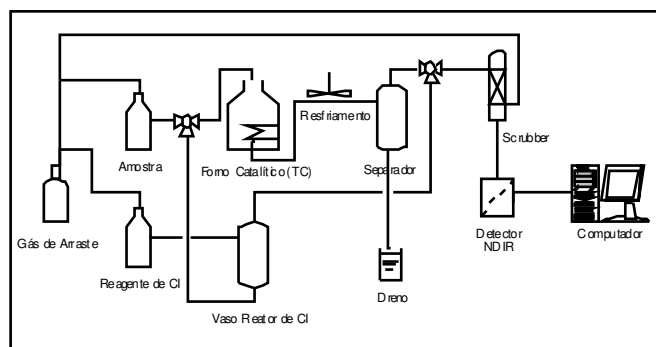 Resfriamento
Amostra
Forno Catalítico (TC)
Separador
Scrubber
Gás de Arraste
Reagente de CI
Vaso Reator de CI
Dreno
Detector
NDIR
Computador